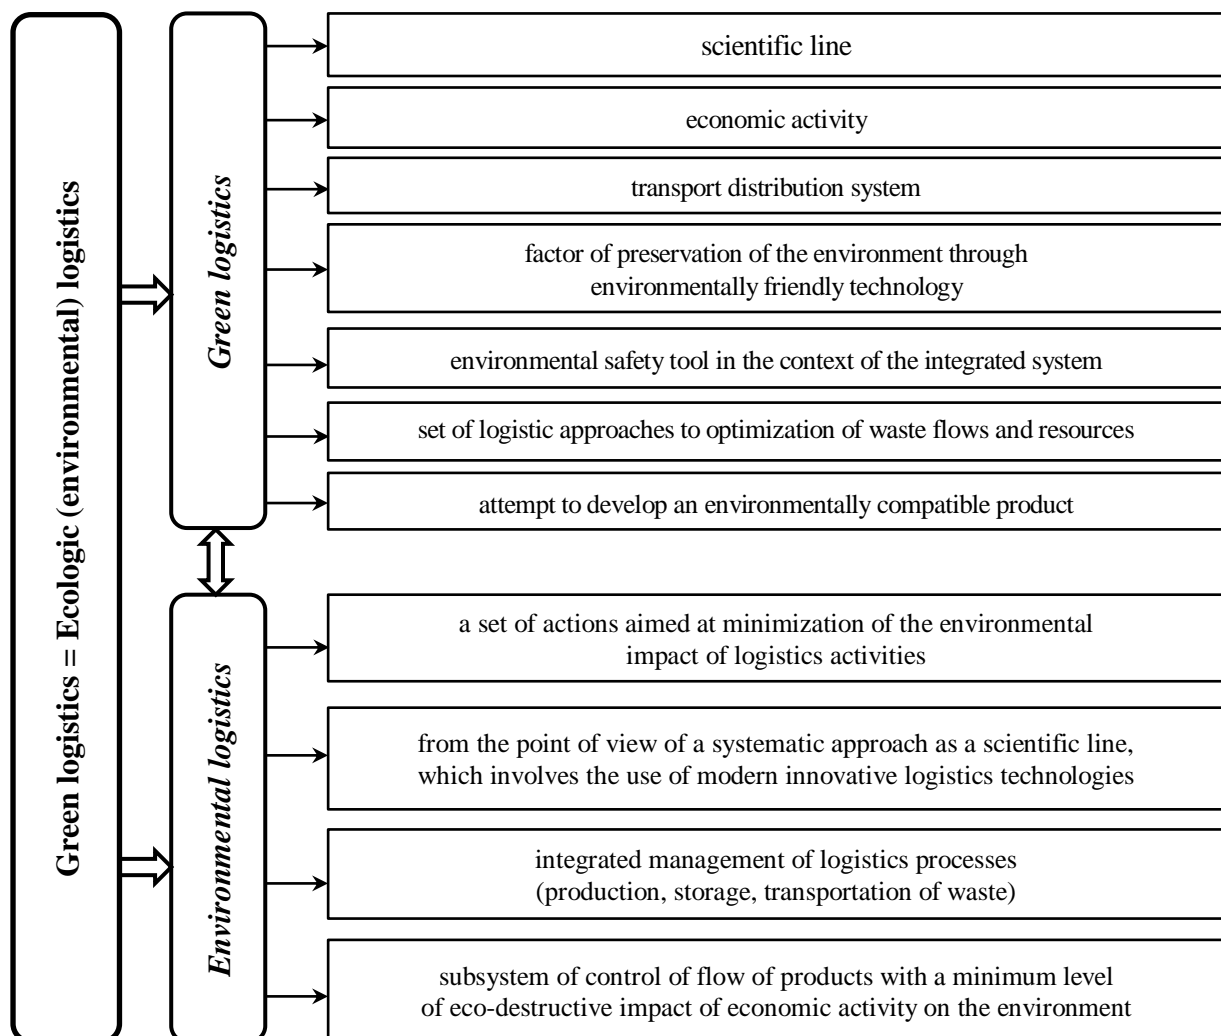 Green logistics = Ecologic (environmental) logistics
Green logistics
scientific line
economic activity
transport distribution system
factor of preservation of the environment through
environmentally friendly technology
environmental safety tool in the context of the integrated system
set of logistic approaches to optimization of waste flows and resources
attempt to develop an environmentally compatible product
Environmental logistics
a set of actions aimed at minimization of the environmental
impact of logistics activities
from the point of view of a systematic approach as a scientific line,
which involves the use of modern innovative logistics technologies
integrated management of logistics processes
(production, storage, transportation of waste)
subsystem of control of flow of products with a minimum level
of eco-destructive impact of economic activity on the environment